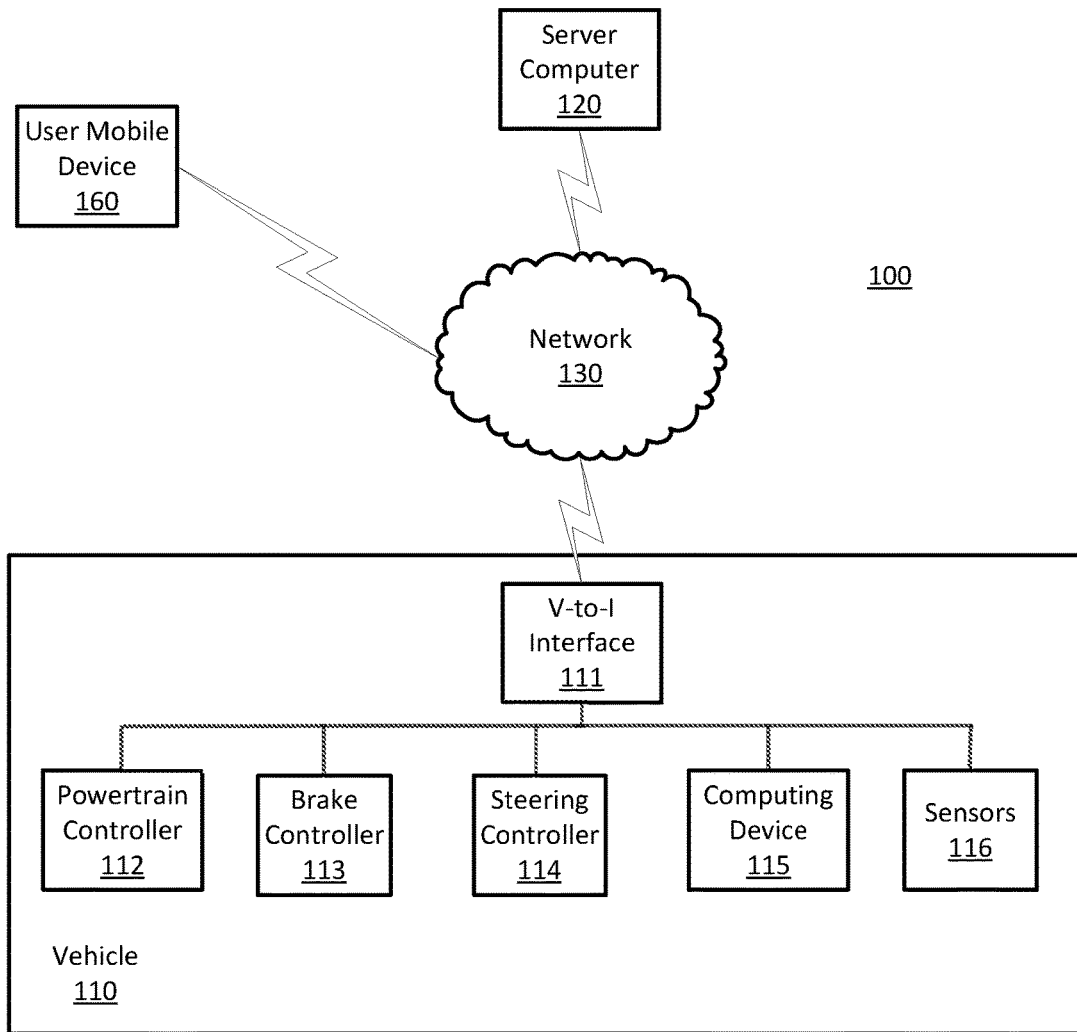 Server
Computer
120
User Mobile
Device
160
100
Network
130
V-to-I
Interface
111
Powertrain
Controller
112
Brake
Controller
113
Steering
Controller
114
Computing
Device
115
Sensors
116
Vehicle
110